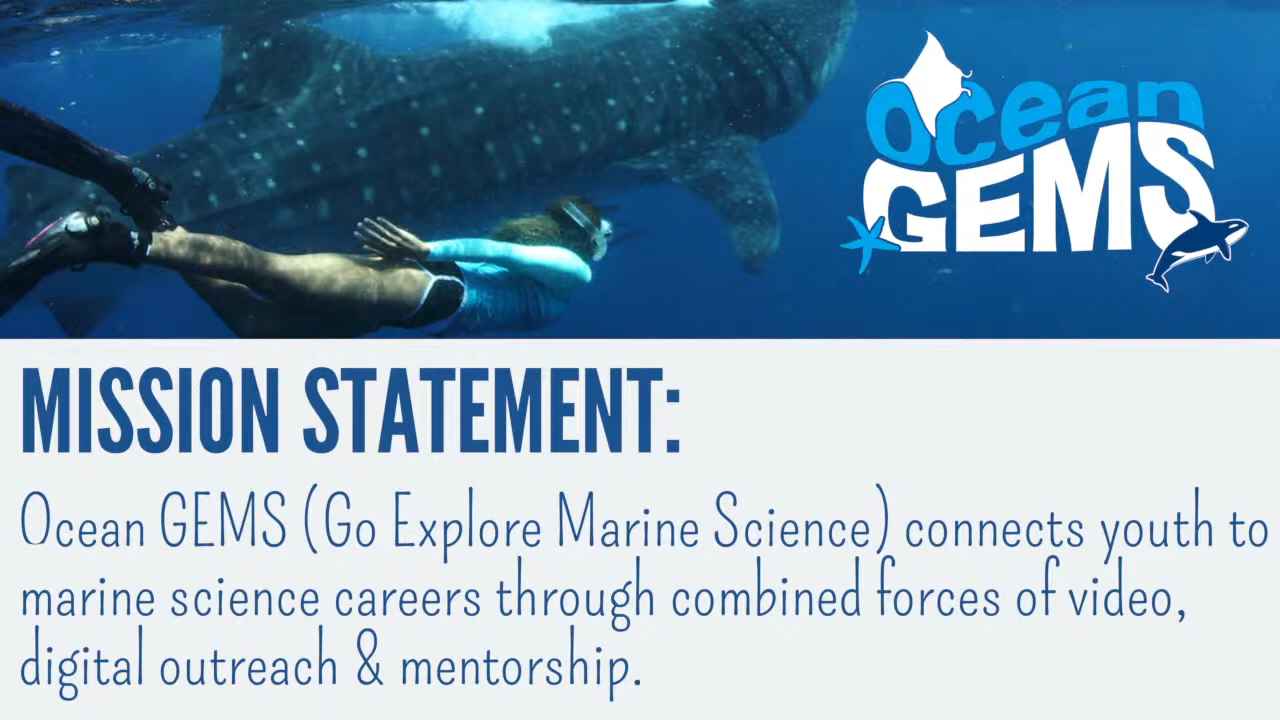 Ocean
GEMS
MISSION STATEMENT:
Ocean GEMS (Go Explore Marine Science) connects youth to
marine science careers through combined forces of video,
digital outreach & mentorship.